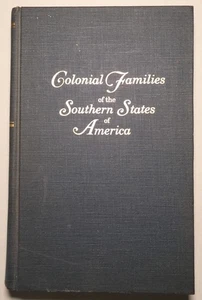 Colonial Families
of the
Southern States
of
America